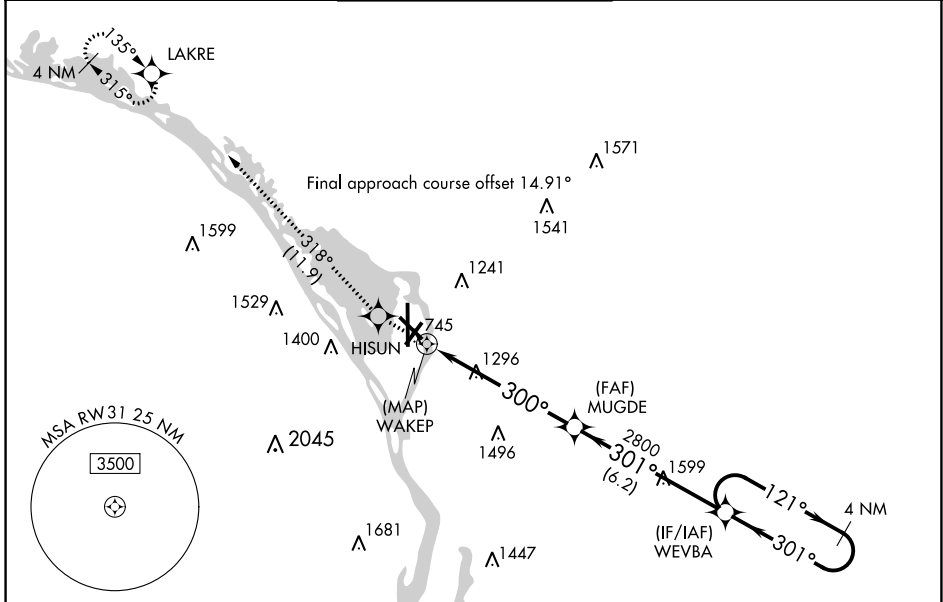 135°
LAKRE
4 NM
315°
1571
Final approach course offset 14.91°
1541
1599
318°
(11.9)
1241
1529
745
1400
HISUN
1296
300°
(FAF)
MUGDE
(MAP)
WAKEP
MSA RW31 25 NM
3500
2045
1496
2800
301°
(6.2)
1599
121°
4 NM
(IF/IAF)
WEVBA
301°
1681
1447